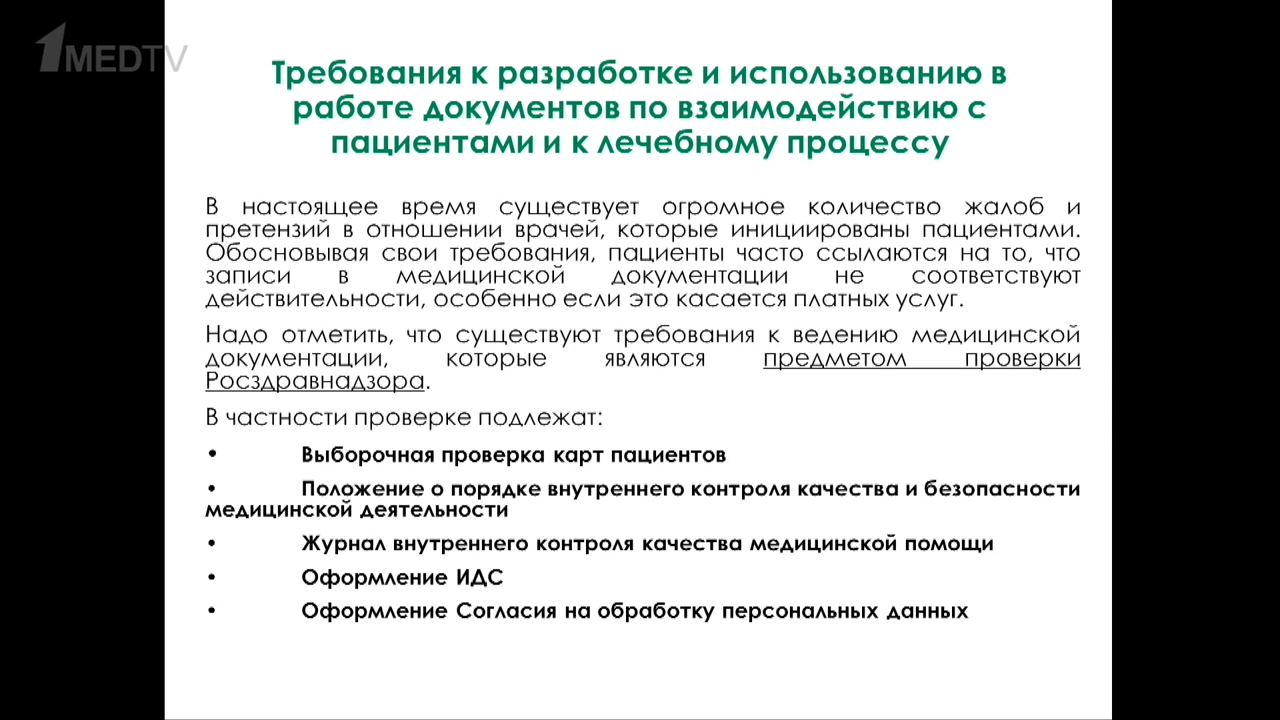 1MEDTV
Требования к разработке и использованию в
работе документов по взаимодействию с
пациентами и к лечебному процессу
В настоящее время существует огромное количество жалоб и
претензий в отношении врачей, которые инициированы пациентами.
Обосновывая свои требования, пациенты часто ссылаются на то, что
записи в медицинской документации не соответствуют
действительности, особенно если это касается платных услуг.
Надо отметить, что существуют требования к ведению медицинской
документации, которые являются предметом проверки
Росздравнадзора.
В частности проверке подлежат:
• Выборочная проверка карт пациентов
• Положение о порядке внутреннего контроля качества и безопасности
медицинской деятельности
• Журнал внутреннего контроля качества медицинской помощи
• Оформление ИДС
• Оформление Согласия на обработку персональных данных